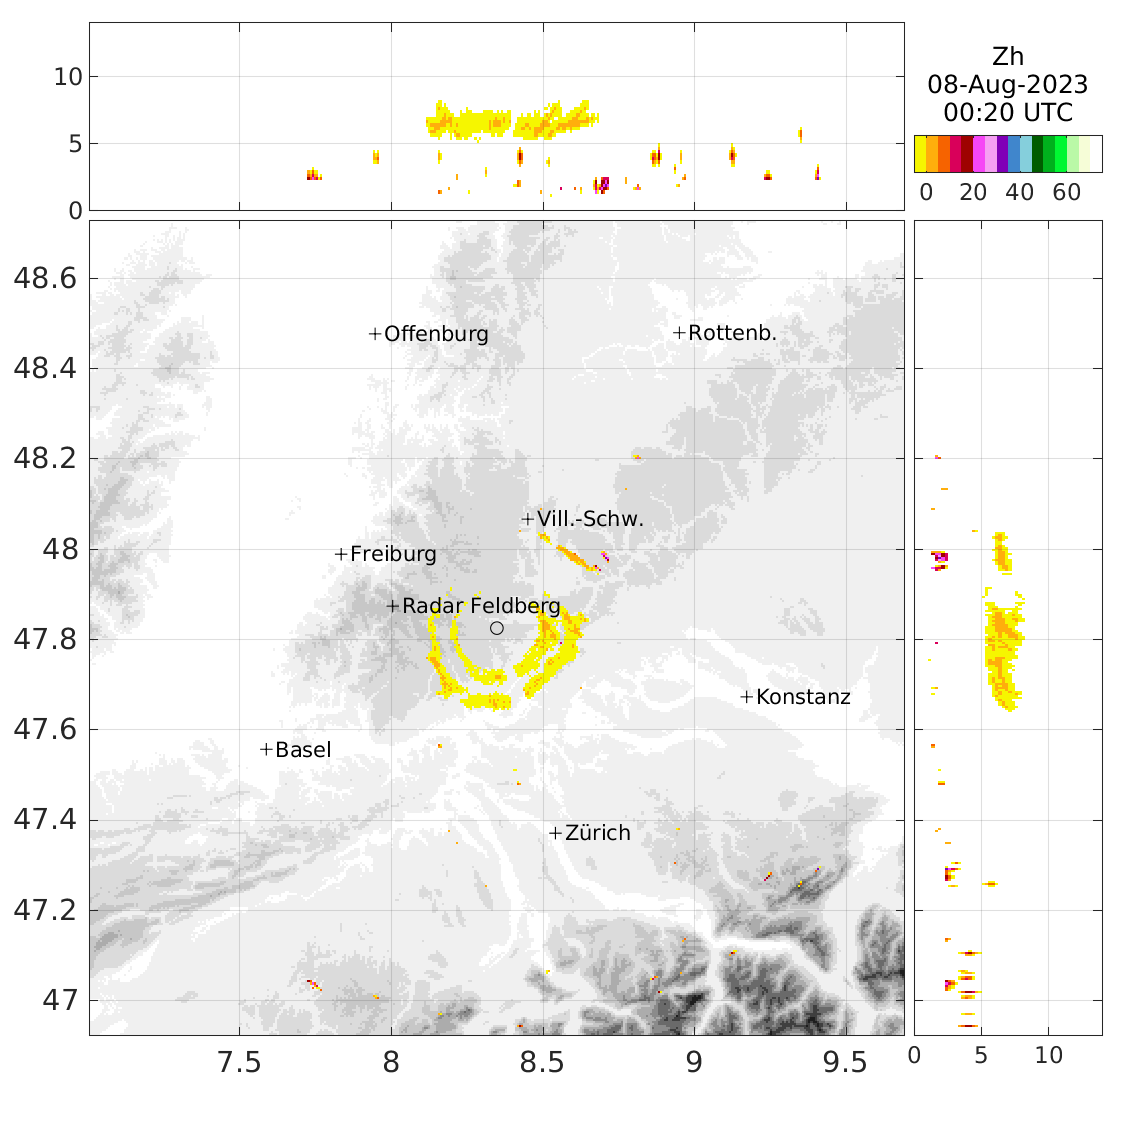 10
5
0
Zh
08-Aug-2023
00:20 UTC
0 20 40 60
48.6
48.4
48.2
48
47.8
47.6
47.4
47.2
47
Offenburg
Rottenb.
Vill.-Schw.
Freiburg
Radar Feldberg
Konstanz
Basel
Zürich
7.5 8 8.5 9 9.5
0 5 10